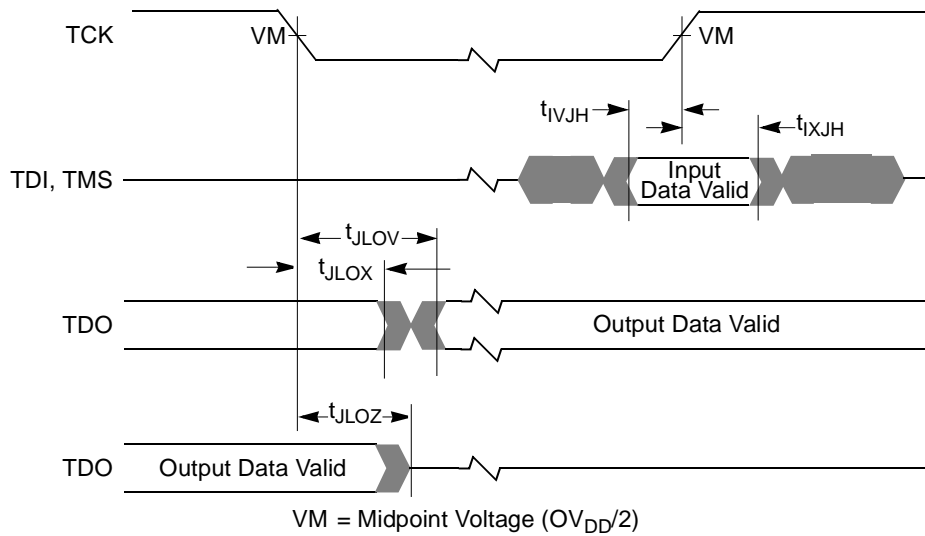 TCK
VM
VM
tIVJH
tIXJH
TDI, TMS
Input
Data Valid
tJLOV
tJLOX
TDO
Output Data Valid
tJLOZ
TDO
Output Data Valid
VM = Midpoint Voltage (OVDD/2)